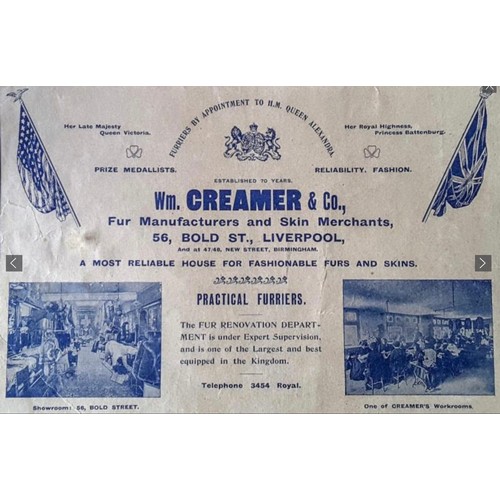 FURRIERS BY APPOINTMENT TO H.M. QUEEN ALEXANDRA.
Her Late Majesty
Queen Victoria.
Her Royal Highness,
Princess Battenburg.
PRIZE MEDALLISTS.
RELIABILITY, FASHION.
ESTABLISHED 70 YEARS.
Wm. CREAMER & Co.,
Fur Manufacturers and Skin Merchants,
56, BOLD ST., LIVERPOOL,
And at 47/48, NEW STREET, BIRMINGHAM.
A MOST RELIABLE HOUSE FOR FASHIONABLE FURS AND SKINS.
PRACTICAL FURRIERS.
The FUR RENOVATION DEPART-
MENT is under Expert Supervision,
and is one of the Largest and best
equipped in the Kingdom.
Telephone 3454 Royal.
Showroom: 56, BOLD STREET.
One of CREAMER'S Workrooms.